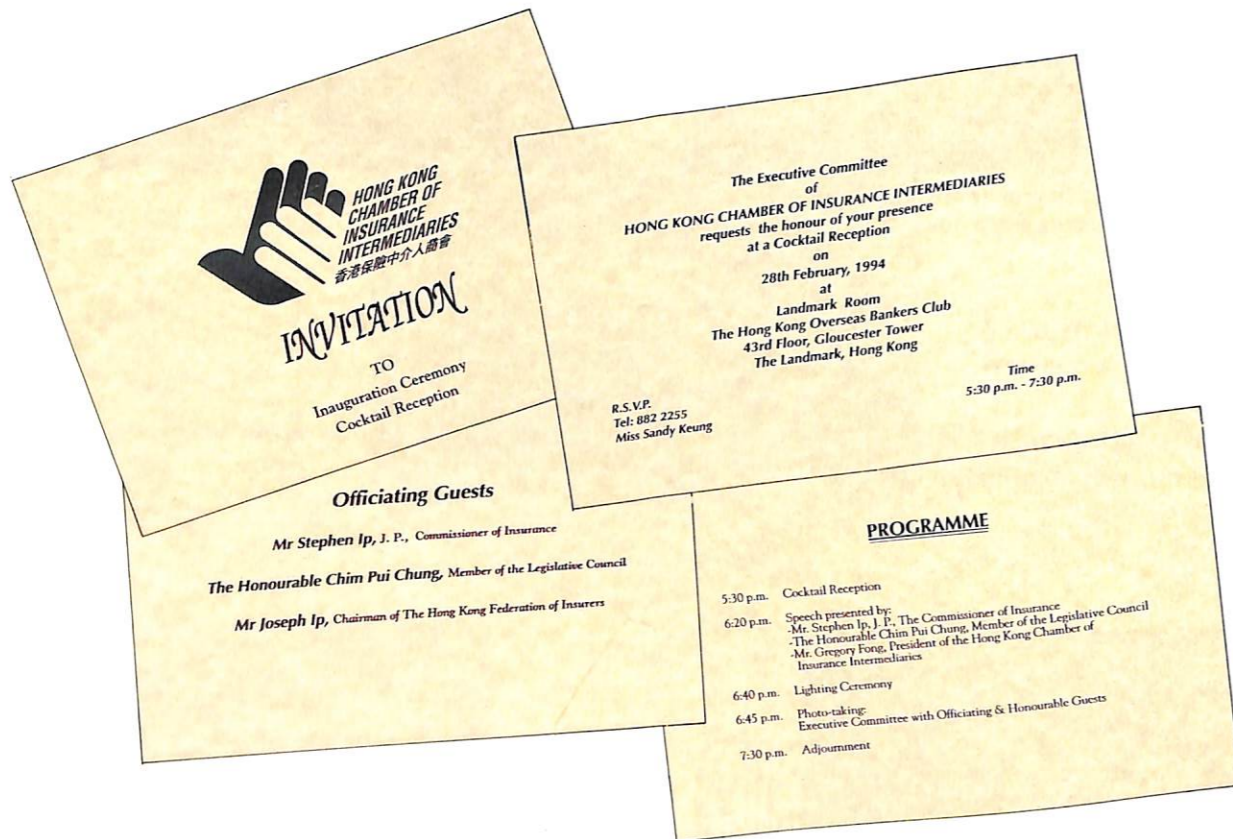 HONG KONG
CHAMBER OF
INSURANCE
INTERMEDIARIES
香港保險中介人商會
INVITATION
TO
Inauguration Ceremony
Cocktail Reception
The Executive Committee
of
HONG KONG CHAMBER OF INSURANCE INTERMEDIARIES
requests the honour of your presence
at a Cocktail Reception
on
28th February, 1994
at
Landmark Room
The Hong Kong Overseas Bankers Club
43rd Floor, Gloucester Tower
The Landmark, Hong Kong
R.S.V.P.
Tel: 882 2255
Miss Sandy Keung
Time
5:30 p.m. - 7:30 p.m.
Officiating Guests
Mr Stephen Ip, J. P., Commissioner of Insurance
The Honourable Chim Pui Chung, Member of the Legislative Council
Mr Joseph Ip, Chairman of The Hong Kong Federation of Insurers
PROGRAMME
5:30 p.m. Cocktail Reception
6:20 p.m. Speech presented by:
-Mr. Stephen Ip, J. P., The Commissioner of Insurance
-The Honourable Chim Pui Chung, Member of the Legislative Council
-Mr. Gregory Fong, President of the Hong Kong Chamber of
Insurance Intermediaries
6:40 p.m. Lighting Ceremony
6:45 p.m. Photo-taking:
Executive Committee with Officiating & Honourable Guests
7:30 p.m. Adjournment